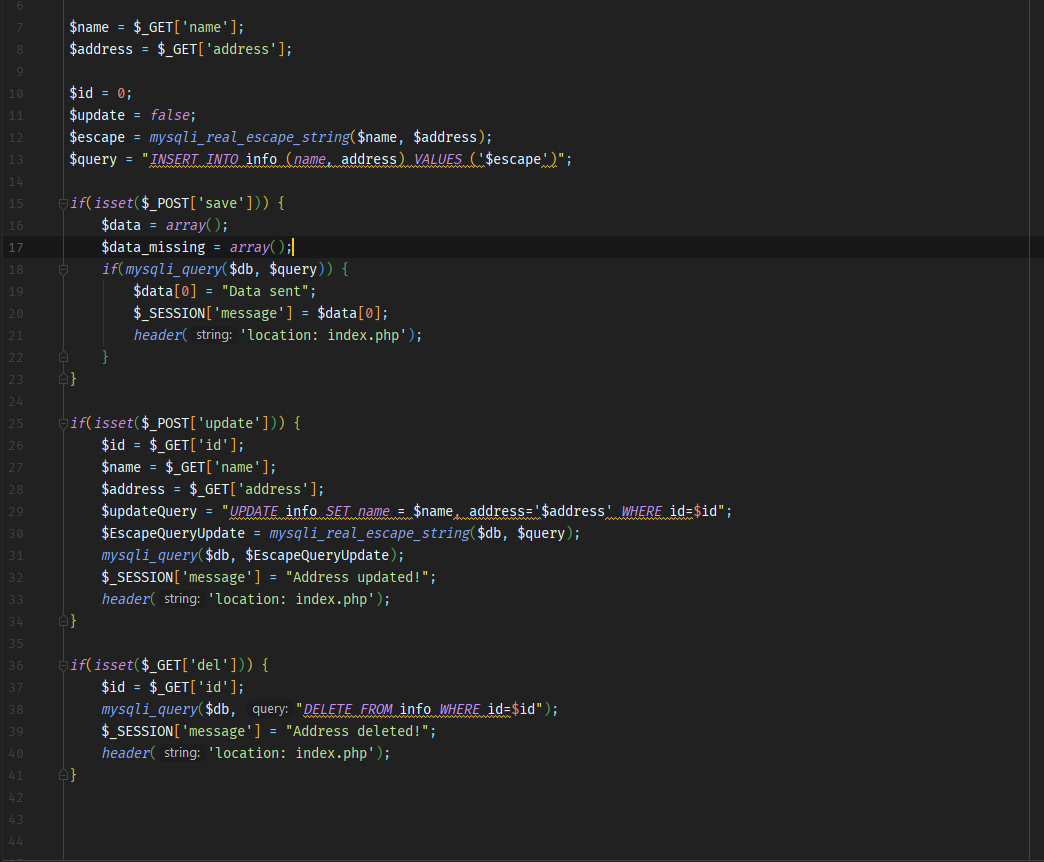 6
7 $name = $_GET['name'];
8 $address = $_GET['address'];
9
10 $id = 0;
11 $update = false;
12 $escape = mysqli_real_escape_string($name, $address);
13 $query = "INSERT INTO info (name, address) VALUES ('$escape')";
14
15 if(isset($_POST['save'])) {
16 $data = array();
17 $data_missing = array();
18 if(mysqli_query($db, $query)) {
19 $data[0] = "Data sent";
20 $_SESSION['message'] = $data[0];
21 header( string: 'location: index.php');
22 }
23 }
24
25 if(isset($_POST['update'])) {
26 $id = $_GET['id'];
27 $name = $_GET['name'];
28 $address = $_GET['address'];
29 $updateQuery = "UPDATE info SET name = $name, address='$address' WHERE id=$id";
30 $EscapeQueryUpdate = mysqli_real_escape_string($db, $query);
31 mysqli_query($db, $EscapeQueryUpdate);
32 $_SESSION['message'] = "Address updated!";
33 header( string: 'location: index.php');
34 }
35
36 if(isset($_GET['del'])) {
37 $id = $_GET['id'];
38 mysqli_query($db, query: "DELETE FROM info WHERE id=$id");
39 $_SESSION['message'] = "Address deleted!";
40 header( string: 'location: index.php');
41 }
42
43
44